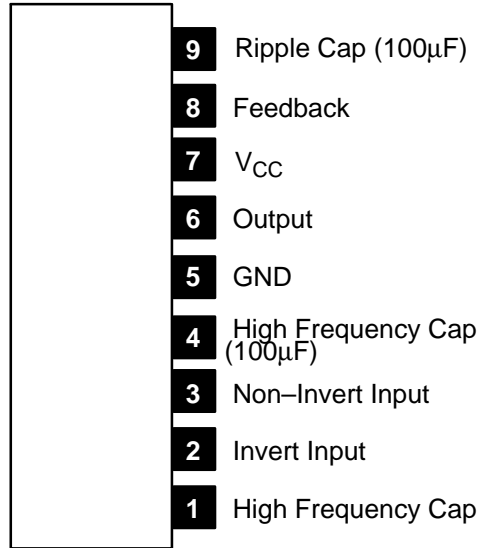 9 Ripple Cap (100μF)
8 Feedback
7 VCC
6 Output
5 GND
4 High Frequency Cap
(100μF)
3 Non–Invert Input
2 Invert Input
1 High Frequency Cap